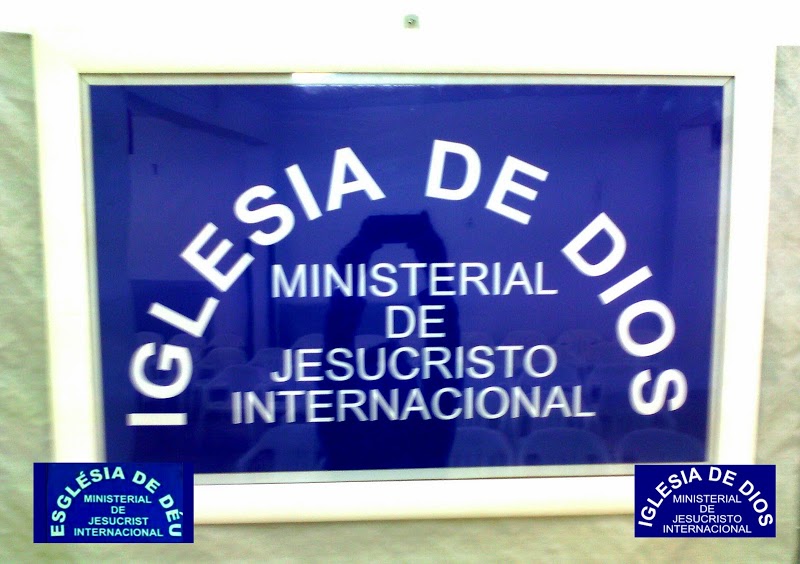 IGLESIA DE DIOS
MINISTERIAL
DE
JESUCRISTO
INTERNACIONAL
ESGLÉSIA DE DÉU
MINISTERIAL
DE
JESUCRIST
INTERNACIONAL
IGLESIA DE DIOS
MINISTERIAL
DE
JESUCRISTO
INTERNACIONAL